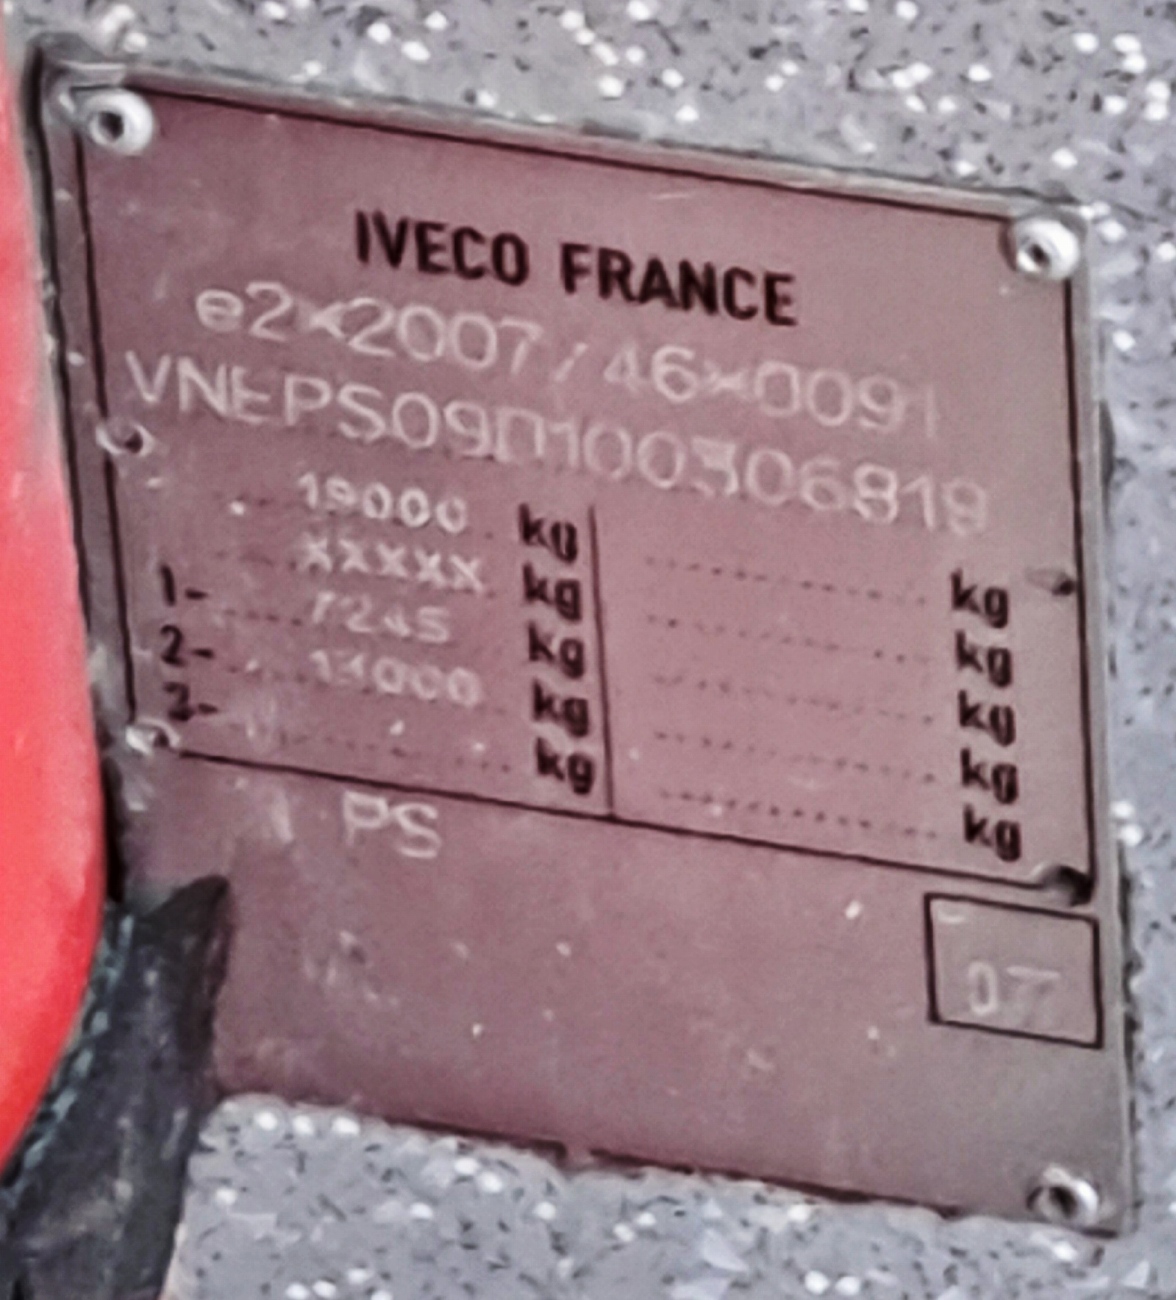 IVECO FRANCE
e2*2007/46*0091
VNEPS09D100306819
19000 kg kg
XXXXX kg kg
1- 7245 kg kg
2- 13000 kg kg
3- kg kg
PS
07